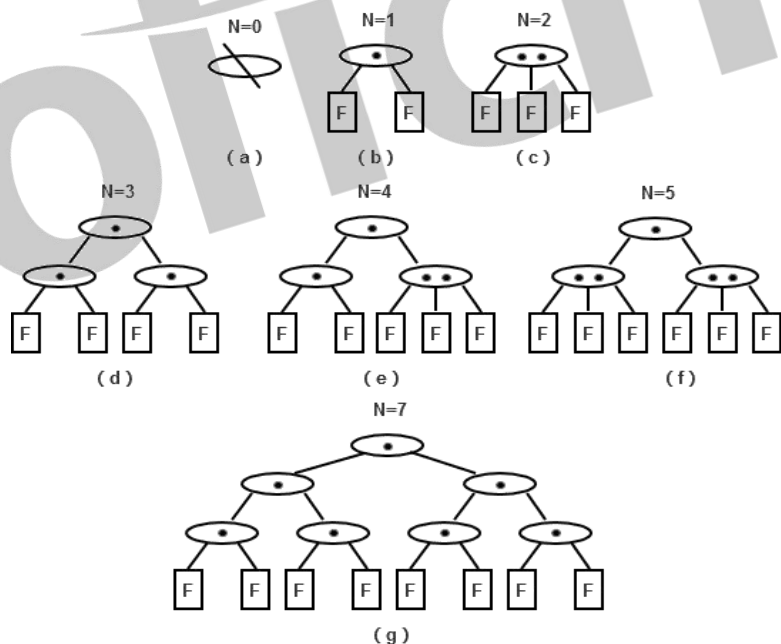 N=0 N=1 N=2
F F F F F
( a ) ( b ) ( c )
N=3 N=4 N=5
F F F F F F F F F F F F F F F
( d ) ( e ) ( f )
N=7
F F F F F F F F
( g )